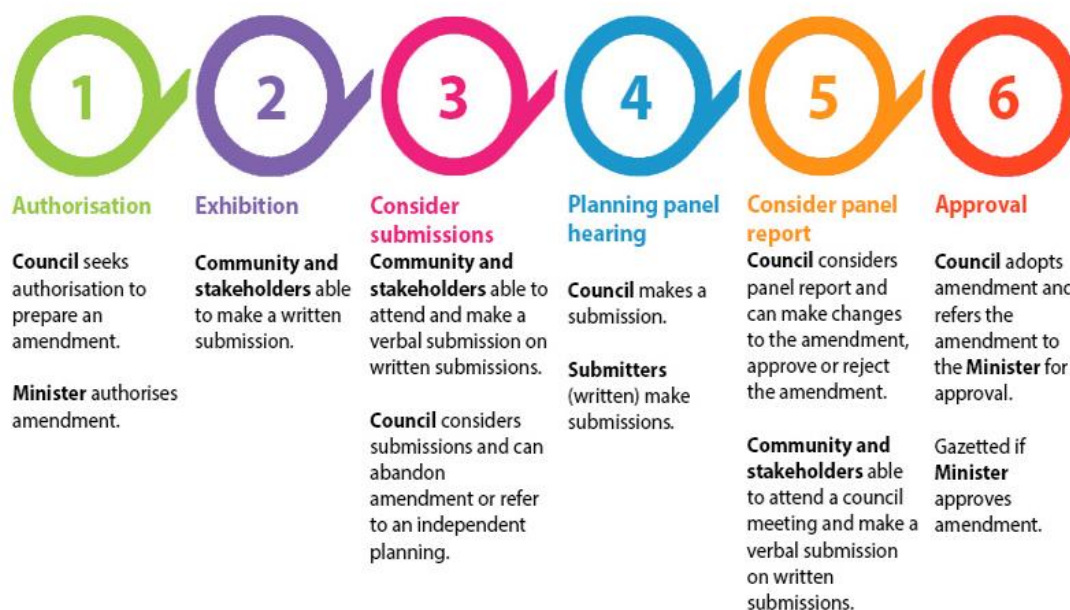 1
Authorisation
Council seeks
authorisation to
prepare an
amendment.
Minister authorises
amendment.
2
Exhibition
Community and
stakeholders able
to make a written
submission.
3
Consider
submissions
Community and
stakeholders able to
attend and make a
verbal submission on
written submissions.
Council considers
submissions and can
abandon
amendment or refer
to an independent
planning.
4
Planning panel
hearing
Council makes a
submission.
Submitters
(written) make
submissions.
5
Consider panel
report
Council considers
panel report and
can make changes
to the amendment,
approve or reject
the amendment.
Community and
stakeholders able
to attend a council
meeting and make a
verbal submission
on written
submissions.
6
Approval
Council adopts
amendment and
refers the
amendment to
the Minister for
approval.
Gazetted if
Minister
approves
amendment.